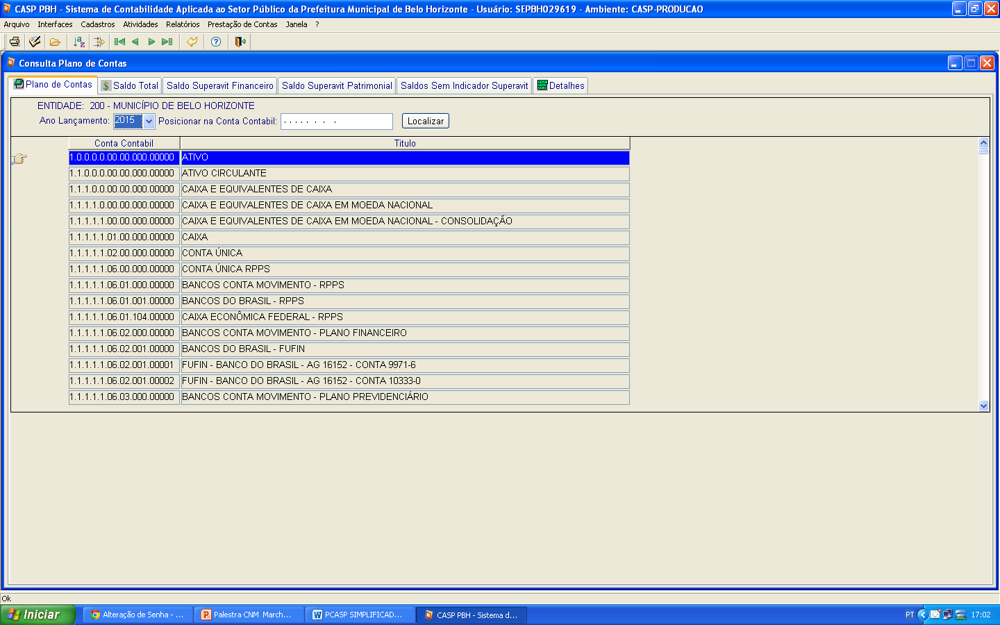 CASP PBH - Sistema de Contabilidade Aplicada ao Setor Público da Prefeitura Municipal de Belo Horizonte - Usuário: SEPBH029619 - Ambiente: CASP-PRODUCAO
Arquivo Interfaces Cadastros Atividades Relatórios Prestação de Contas Janela ?
Consulta Plano de Contas
Plano de Contas Saldo Total Saldo Superavit Financeiro Saldo Superavit Patrimonial Saldos Sem Indicador Superavit Detalhes
ENTIDADE: 200 - MUNICÍPIO DE BELO HORIZONTE
Ano Lançamento: 2015 Posicionar na Conta Contabil: . . . . . . . . Localizar
Conta Contabil Titulo
1.0.0.0.0.00.00.000.00000 ATIVO
1.1.0.0.0.00.00.000.00000 ATIVO CIRCULANTE
1.1.1.0.0.00.00.000.00000 CAIXA E EQUIVALENTES DE CAIXA
1.1.1.1.0.00.00.000.00000 CAIXA E EQUIVALENTES DE CAIXA EM MOEDA NACIONAL
1.1.1.1.1.00.00.000.00000 CAIXA E EQUIVALENTES DE CAIXA EM MOEDA NACIONAL - CONSOLIDAÇÃO
1.1.1.1.1.01.00.000.00000 CAIXA
1.1.1.1.1.02.00.000.00000 CONTA ÚNICA
1.1.1.1.1.06.00.000.00000 CONTA ÚNICA RPPS
1.1.1.1.1.06.01.000.00000 BANCOS CONTA MOVIMENTO - RPPS
1.1.1.1.1.06.01.001.00000 BANCOS DO BRASIL - RPPS
1.1.1.1.1.06.01.104.00000 CAIXA ECONÔMICA FEDERAL - RPPS
1.1.1.1.1.06.02.000.00000 BANCOS CONTA MOVIMENTO - PLANO FINANCEIRO
1.1.1.1.1.06.02.001.00000 BANCOS DO BRASIL - FUFIN
1.1.1.1.1.06.02.001.00001 FUFIN - BANCO DO BRASIL - AG 16152 - CONTA 9971-6
1.1.1.1.1.06.02.001.00002 FUFIN - BANCO DO BRASIL - AG 16152 - CONTA 10333-0
1.1.1.1.1.06.03.000.00000 BANCOS CONTA MOVIMENTO - PLANO PREVIDENCIÁRIO
Ok
Iniciar Alteração de Senha - ... Palestra CNM March... PCASP SIMPLIFICAD... CASP PBH - Sistema d... PT 17:02